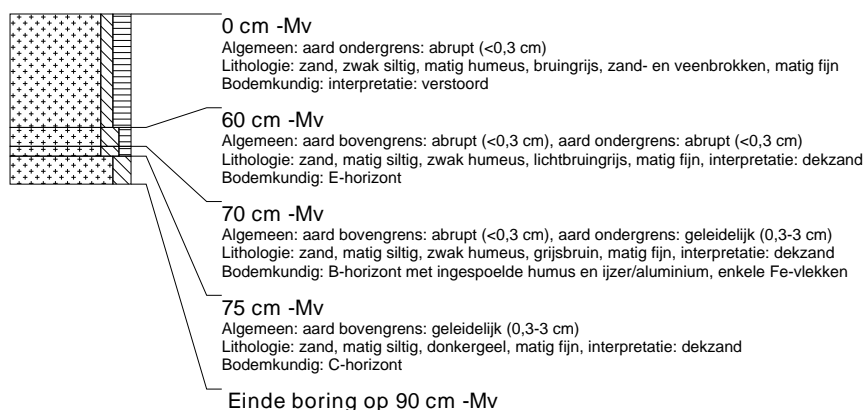 0 cm -Mv
Algemeen: aard ondergrens: abrupt (<0,3 cm)
Lithologie: zand, zwak siltig, matig humeus, bruingrijs, zand- en veenbrokken, matig fijn
Bodemkundig: interpretatie: verstoord
60 cm -Mv
Algemeen: aard bovengrens: abrupt (<0,3 cm), aard ondergrens: abrupt (<0,3 cm)
Lithologie: zand, matig siltig, zwak humeus, lichtbruingrijs, matig fijn, interpretatie: dekzand
Bodemkundig: E-horizont
70 cm -Mv
Algemeen: aard bovengrens: abrupt (<0,3 cm), aard ondergrens: geleidelijk (0,3-3 cm)
Lithologie: zand, matig siltig, zwak humeus, grijsbruin, matig fijn, interpretatie: dekzand
Bodemkundig: B-horizont met ingespoelde humus en ijzer/aluminium, enkele Fe-vlekken
75 cm -Mv
Algemeen: aard bovengrens: geleidelijk (0,3-3 cm)
Lithologie: zand, matig siltig, donkergeel, matig fijn, interpretatie: dekzand
Bodemkundig: C-horizont
Einde boring op 90 cm -Mv